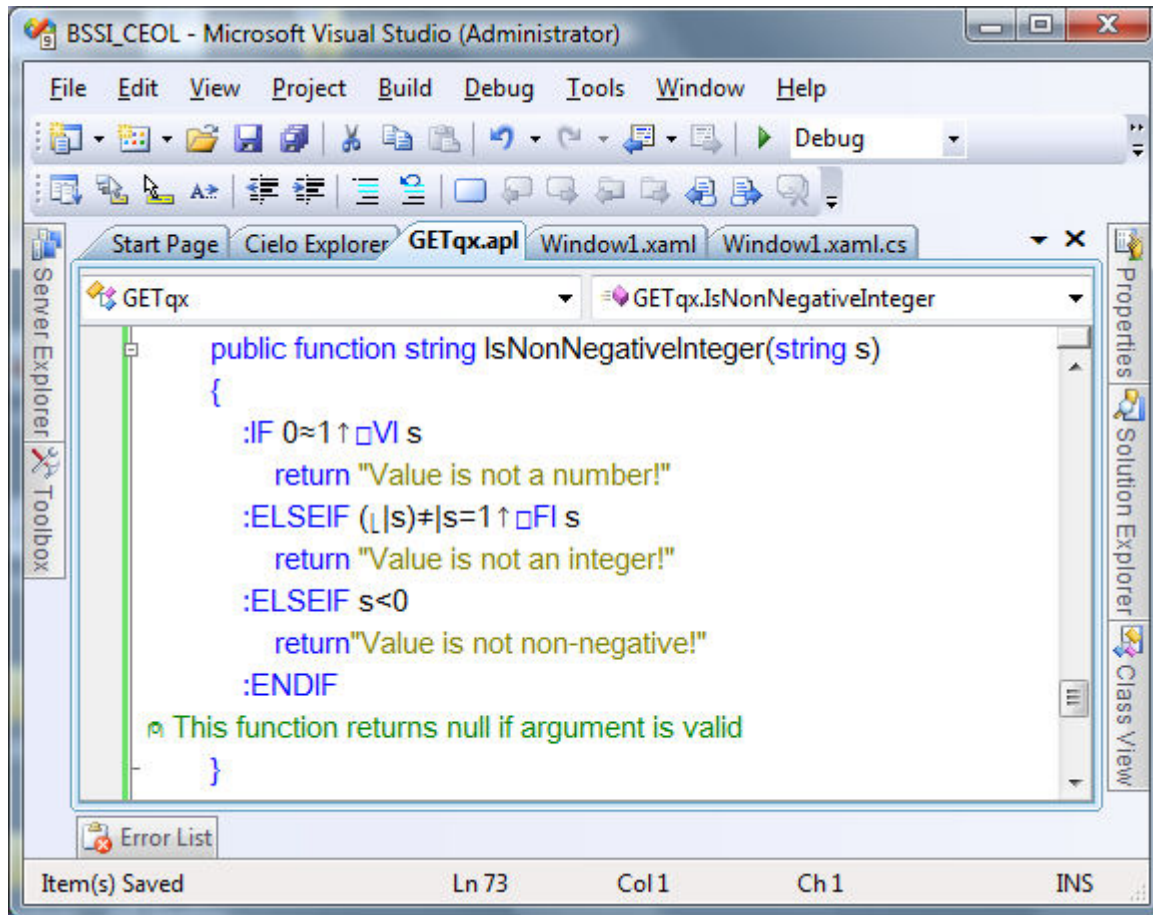 BSSI_CEOL - Microsoft Visual Studio (Administrator)
File Edit View Project Build Debug Tools Window Help
Debug
Start Page Cielo Explorer GETqx.apl Window1.xaml Window1.xaml.cs
GETqx GETqx.IsNonNegativeInteger
public function string IsNonNegativeInteger(string s)
{
:IF 0≈1↑⎕VI s
return "Value is not a number!"
:ELSEIF (⌊|s)≠|s=1↑⎕FI s
return "Value is not an integer!"
:ELSEIF s<0
return"Value is not non-negative!"
:ENDIF
⍝ This function returns null if argument is valid
}
Server Explorer
Toolbox
Properties
Solution Explorer
Class View
Error List
Item(s) Saved Ln 73 Col 1 Ch 1 INS